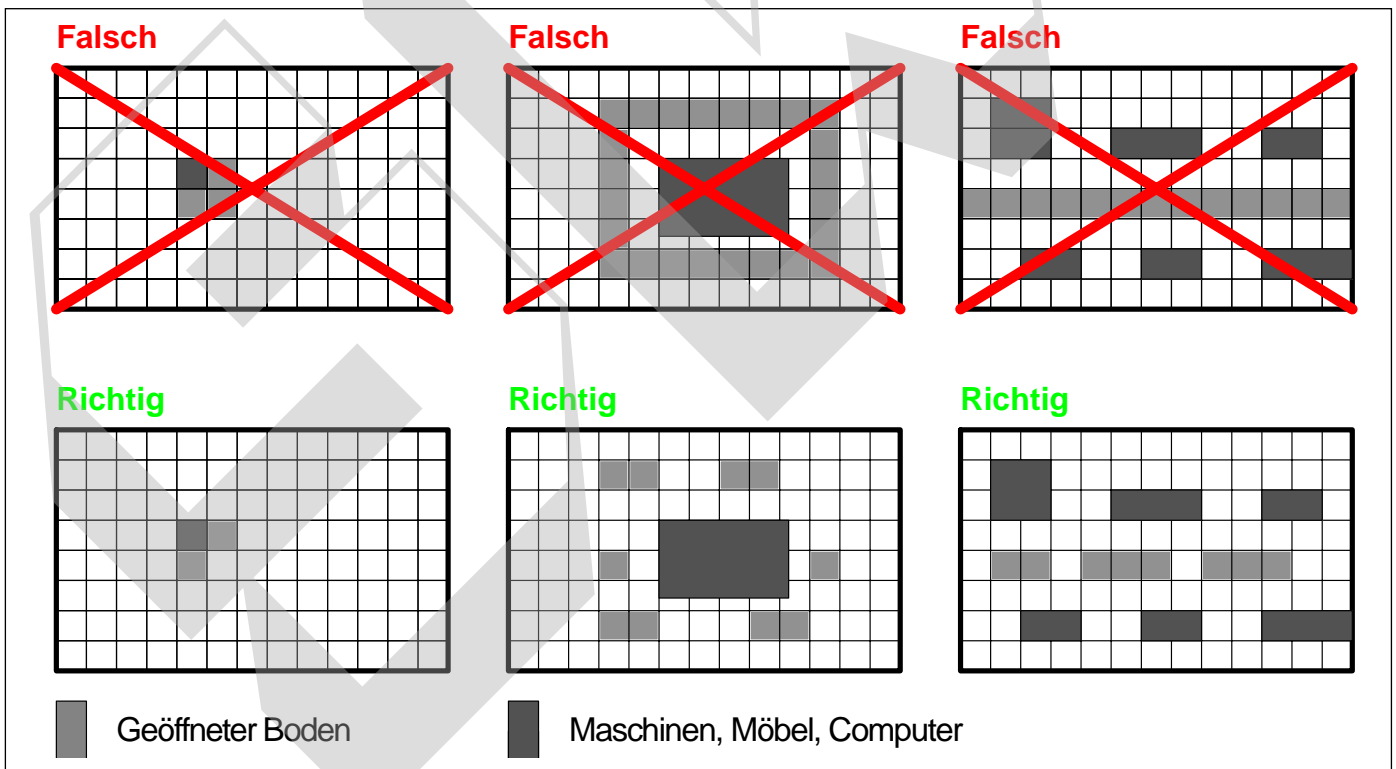 Falsch
Falsch
Falsch
Richtig
Richtig
Richtig
Geöffneter Boden
Maschinen, Möbel, Computer